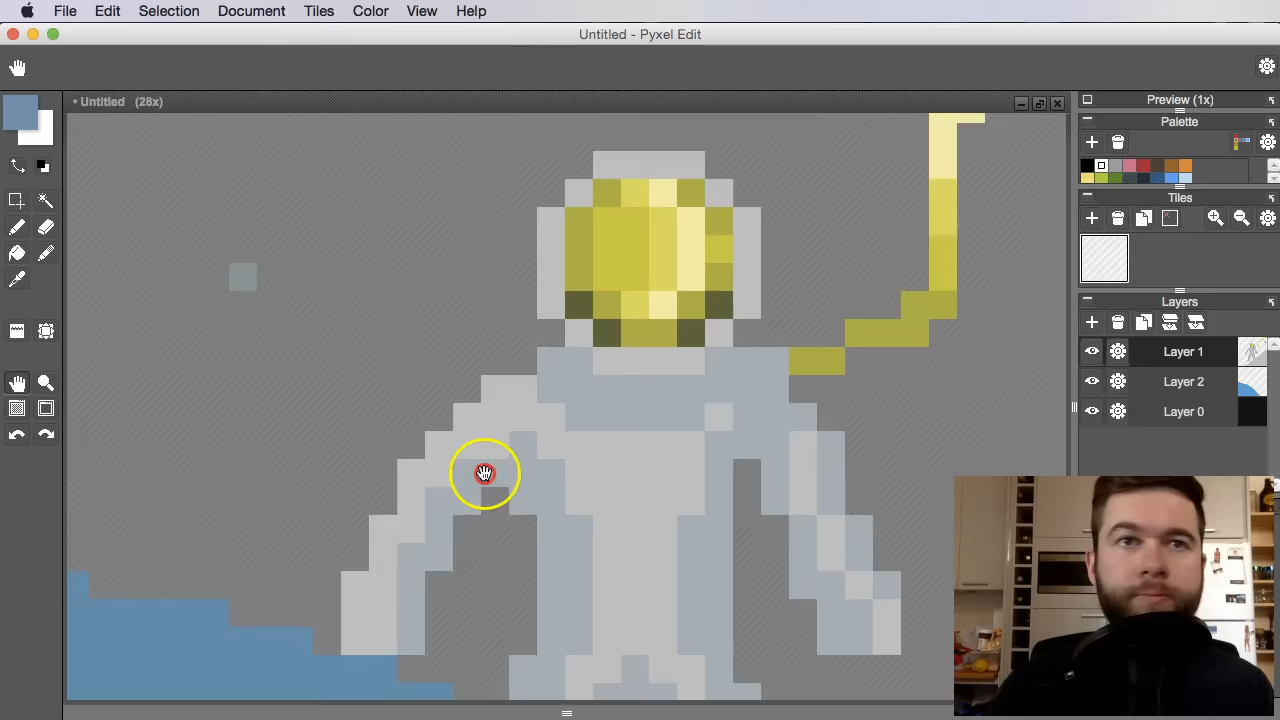 File Edit Selection Document Tiles Color View Help
Untitled - Pyxel Edit
• Untitled (28x)
Preview (1x)
Palette
Tiles
Layers
Layer 1
Layer 2
Layer 0